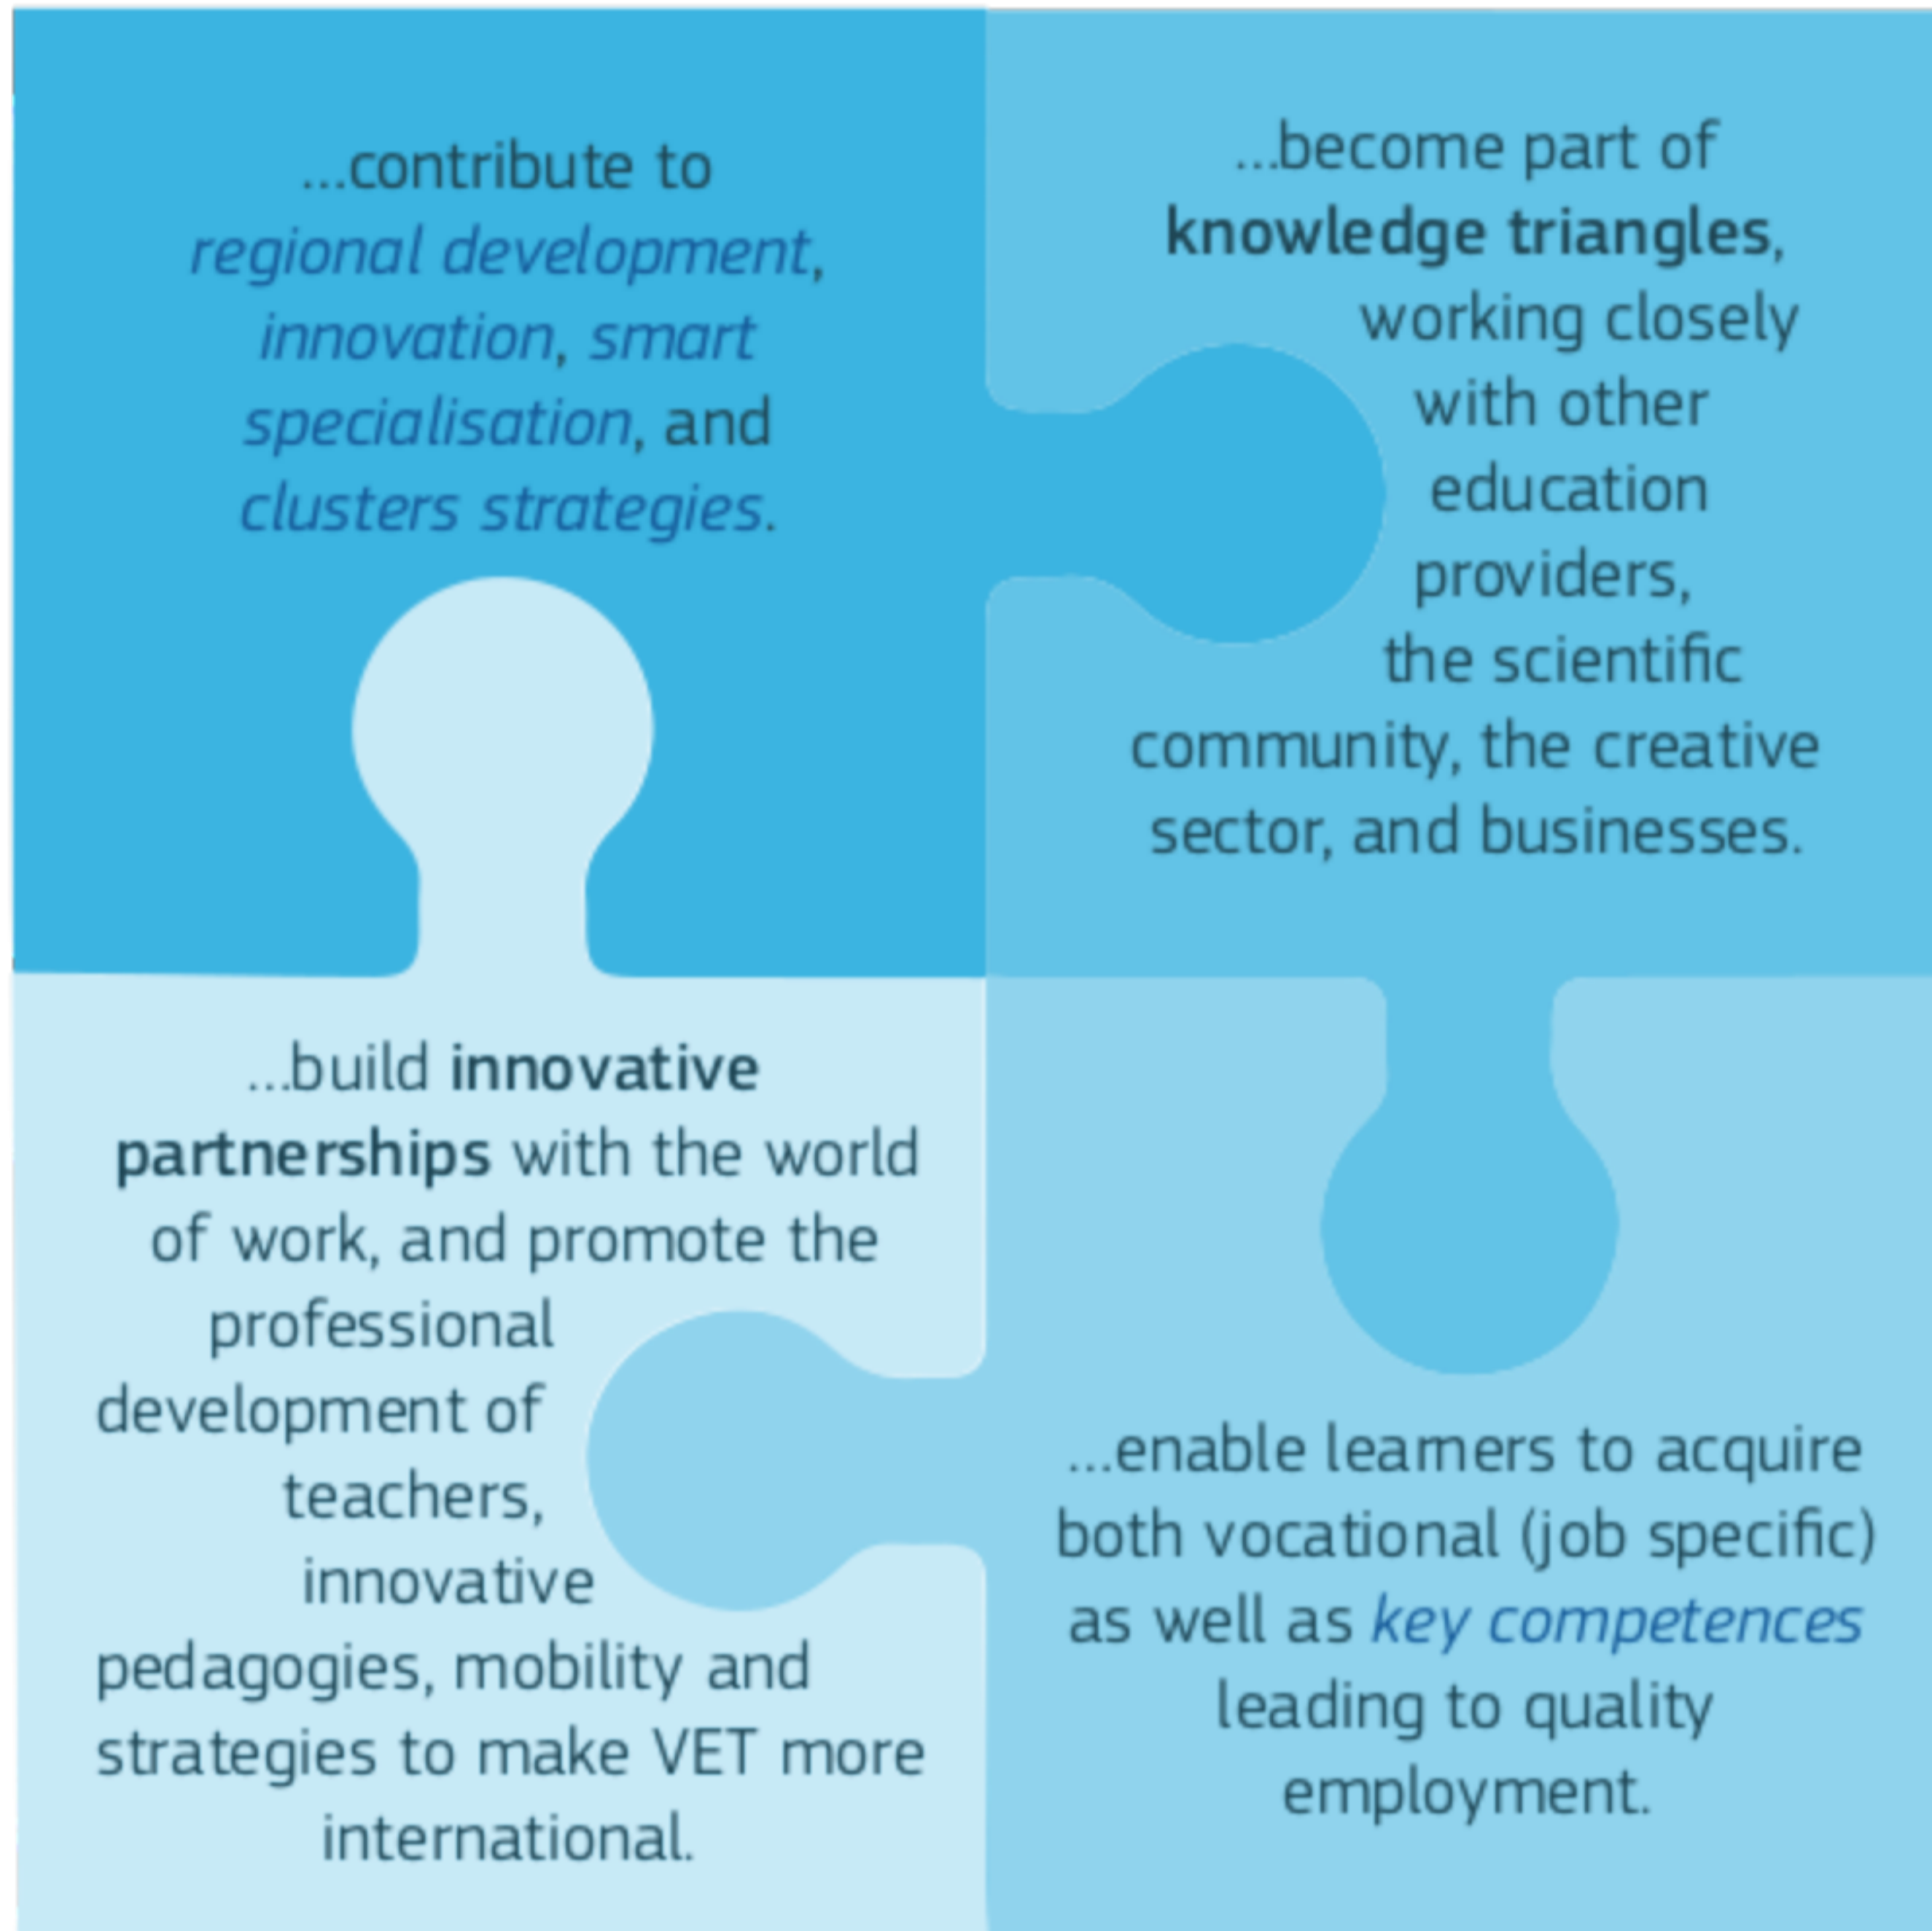 ...contribute to
regional development,
innovation, smart
specialisation, and
clusters strategies.
...become part of
knowledge triangles,
working closely
with other
education
providers,
the scientific
community, the creative
sector, and businesses.
...build innovative
partnerships with the world
of work, and promote the
professional
development of
teachers,
innovative
pedagogies, mobility and
strategies to make VET more
international.
...enable learners to acquire
both vocational (job specific)
as well as key competences
leading to quality
employment.